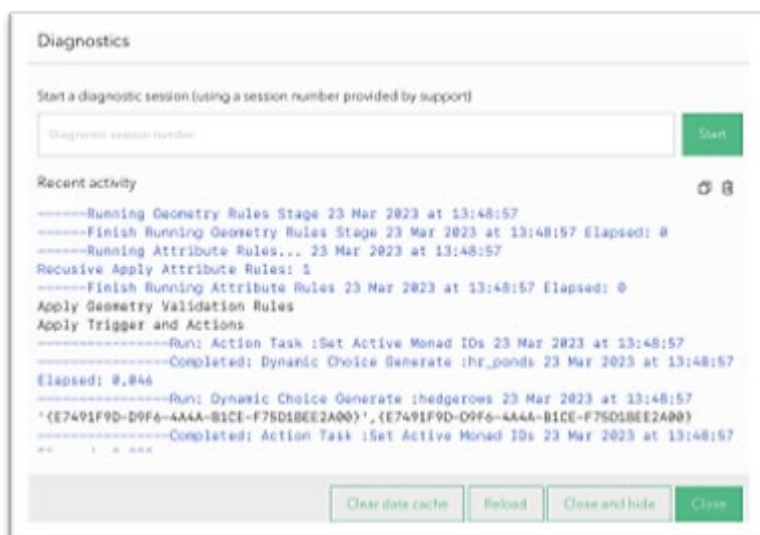 Diagnostics
Start a diagnostic session (using a session number provided by support)
Diagnostic session number
Start
Recent activity
------Running Geometry Rules Stage 23 Mar 2023 at 13:48:57
------Finish Running Geometry Rules Stage 23 Mar 2023 at 13:48:57 Elapsed: 0
------Running Attribute Rules... 23 Mar 2023 at 13:48:57
Recusive Apply Attribute Rules: 1
------Finish Running Attribute Rules 23 Mar 2023 at 13:48:57 Elapsed: 0
Apply Geometry Validation Rules
Apply Trigger and Actions
----------------Run: Action Task :Set Active Monad IDs 23 Mar 2023 at 13:48:57
----------------Completed: Dynamic Choice Generate :hr_ponds 23 Mar 2023 at 13:48:57
Elapsed: 0.046
----------------Run: Dynamic Choice Generate :hedgerows 23 Mar 2023 at 13:48:57
'{E7491F9D-D9F6-4A4A-B1CE-F75D1BEE2A00}',{E7491F9D-D9F6-4A4A-B1CE-F75D1BEE2A00}
----------------Completed: Action Task :Set Active Monad IDs 23 Mar 2023 at 13:48:57
Clear data cache
Reload
Close and hide
Close